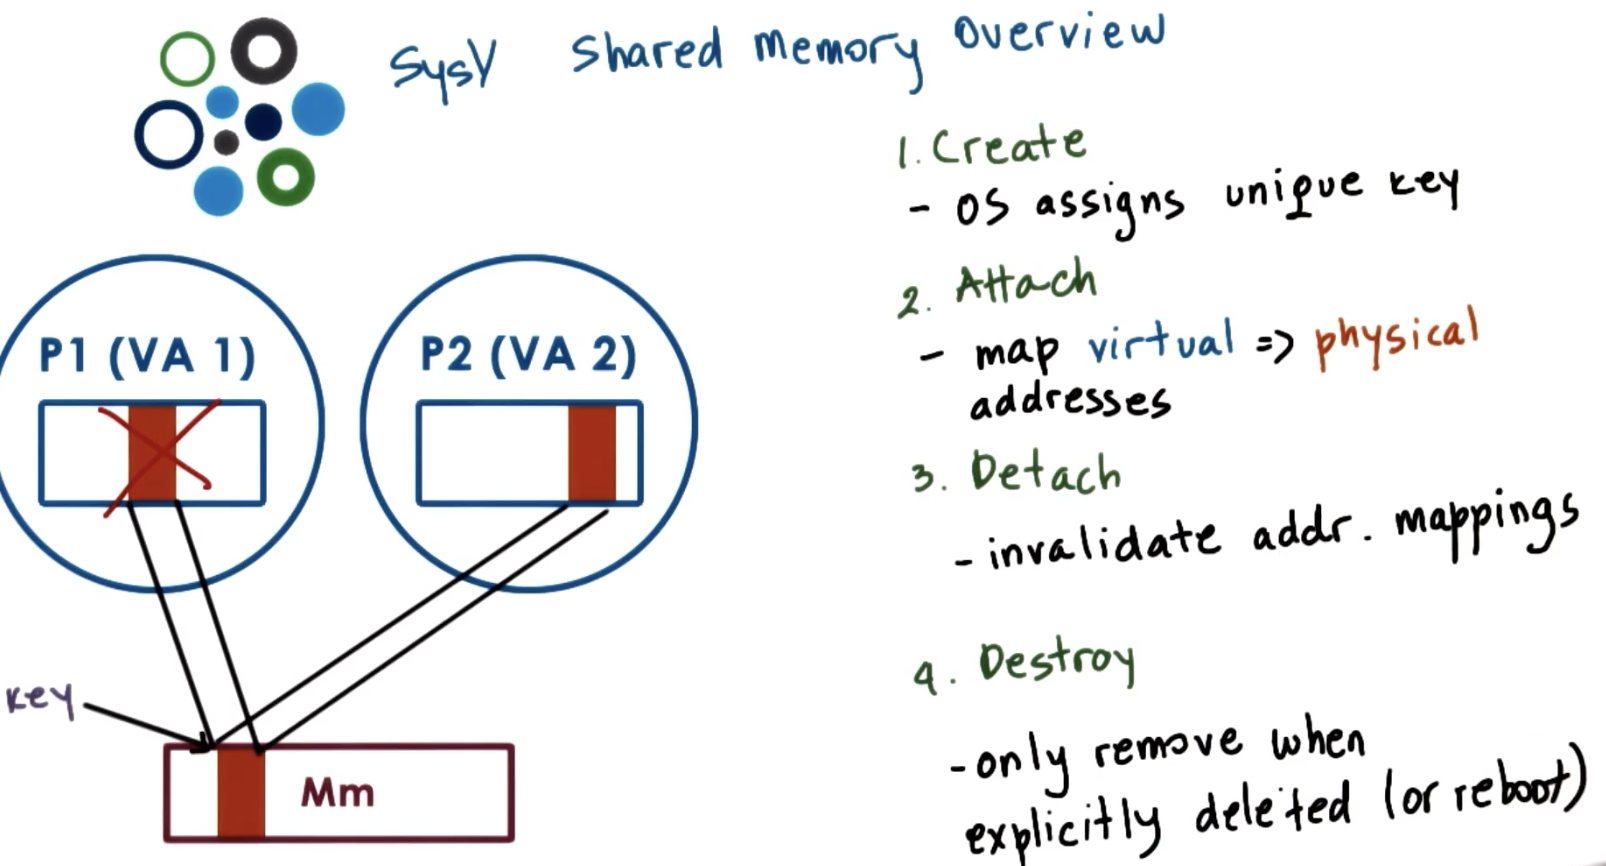 SysV Shared Memory Overview
1. Create
- OS assigns unique key
2. Attach
- map virtual => physical
addresses
3. Detach
- invalidate addr. mappings
4. Destroy
- only remove when
explicitly deleted (or reboot)
P1 (VA 1)
P2 (VA 2)
key
Mm